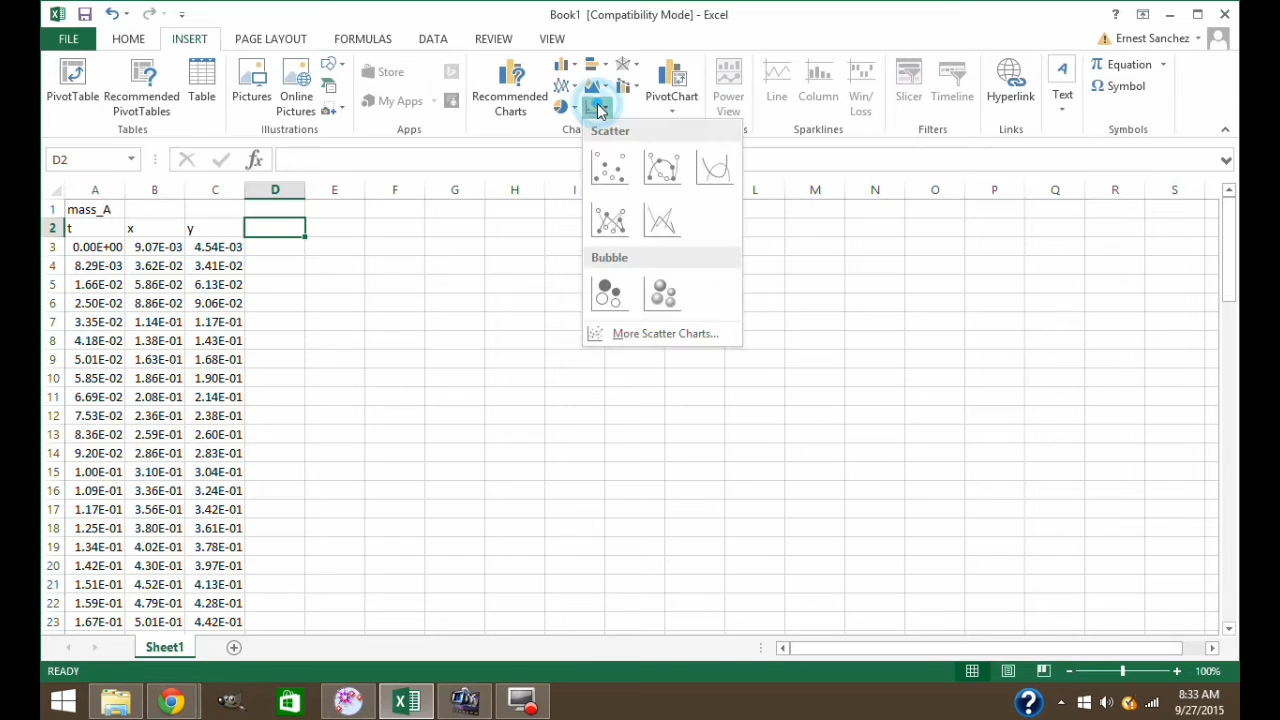 Book1 [Compatibility Mode] - Excel
?
FILE HOME INSERT PAGE LAYOUT FORMULAS DATA REVIEW VIEW Ernest Sanchez
PivotTable
Recommended PivotTables
Table
Tables
Pictures
Online Pictures
Illustrations
Store
My Apps
Apps
Recommended Charts
PivotChart
Power View
Line
Column
Win/ Loss
Sparklines
Slicer
Timeline
Filters
Hyperlink
Links
A
Text
π Equation
Ω Symbol
Symbols
D2 fx
Scatter
Bubble
More Scatter Charts...
A B C D E F G H I L M N O P Q R S
1 mass_A
2 t x y
3 0.00E+00 9.07E-03 4.54E-03
4 8.29E-03 3.62E-02 3.41E-02
5 1.66E-02 5.86E-02 6.13E-02
6 2.50E-02 8.86E-02 9.06E-02
7 3.35E-02 1.14E-01 1.17E-01
8 4.18E-02 1.38E-01 1.43E-01
9 5.01E-02 1.63E-01 1.68E-01
10 5.85E-02 1.86E-01 1.90E-01
11 6.69E-02 2.08E-01 2.14E-01
12 7.53E-02 2.36E-01 2.38E-01
13 8.36E-02 2.59E-01 2.60E-01
14 9.20E-02 2.86E-01 2.83E-01
15 1.00E-01 3.10E-01 3.04E-01
16 1.09E-01 3.36E-01 3.24E-01
17 1.17E-01 3.56E-01 3.42E-01
18 1.25E-01 3.80E-01 3.61E-01
19 1.34E-01 4.02E-01 3.78E-01
20 1.42E-01 4.30E-01 3.97E-01
21 1.51E-01 4.52E-01 4.13E-01
22 1.59E-01 4.79E-01 4.28E-01
23 1.67E-01 5.01E-01 4.42E-01
Sheet1
READY 100%
? 8:33 AM
9/27/2015